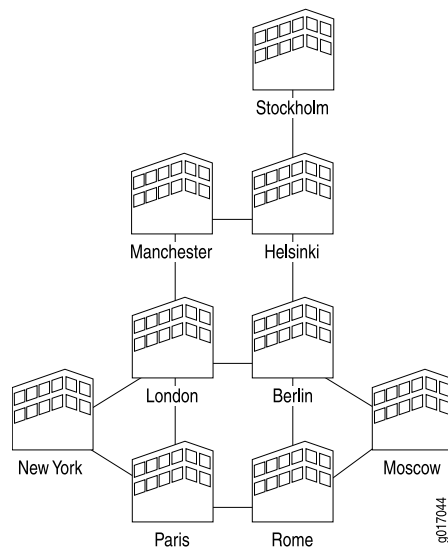 Stockholm
Manchester
Helsinki
London
Berlin
New York
Moscow
Paris
Rome
g017044